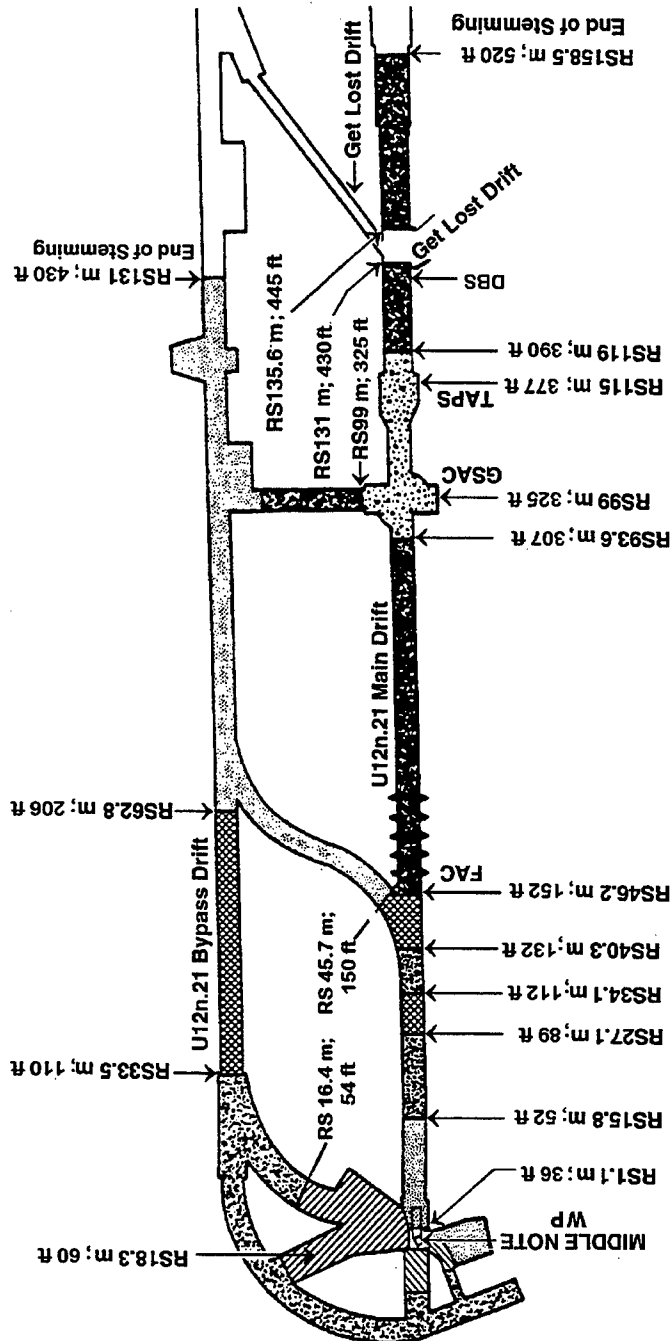 RS158.5 m; 520 ft
End of Stemming
Get Lost Drift
Get Lost Drift
RS131 m; 430 ft
End of Stemming
RS135.6 m; 445 ft
RS131 m; 430 ft
RS99 m; 325 ft
DBS
RS119 m; 390 ft
RS115 m; 377 ft
TAPS
GSAC
RS99 m; 325 ft
RS93.6 m; 307 ft
U12n.21 Main Drift
RS62.8 m; 206 ft
U12n.21 Bypass Drift
FAC
RS46.2 m; 152 ft
RS 45.7 m;
150 ft
RS40.3 m; 132 ft
RS34.1 m; 112 ft
RS27.1 m; 89 ft
RS33.5 m; 110 ft
RS 16.4 m;
54 ft
RS15.8 m; 52 ft
RS1.1 m; 36 ft
RS18.3 m; 60 ft
MIDDLE NOTE
WP